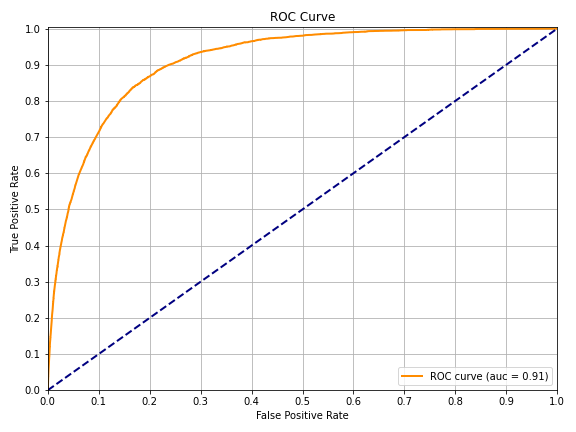 ROC Curve
1.0
0.9
0.8
0.7
0.6
0.5
0.4
0.3
0.2
0.1
0.0
True Positive Rate
ROC curve (auc = 0.91)
0.0 0.1 0.2 0.3 0.4 0.5 0.6 0.7 0.8 0.9 1.0
False Positive Rate